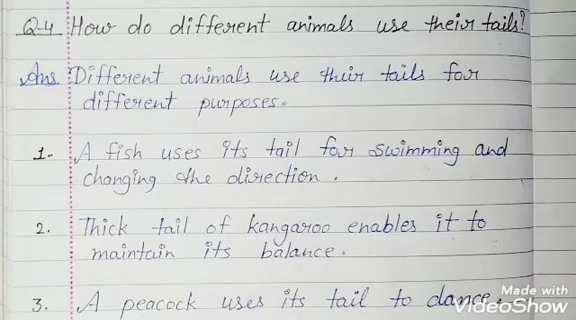 Q-4 How do different animals use their tails?
Ans Different animals use their tails for
different purposes.
1. A fish uses its tail for swimming and
changing the direction.
2. Thick tail of kangaroo enables it to
maintain its balance.
3. A peacock uses its tail to dance.
Made with
VideoShow